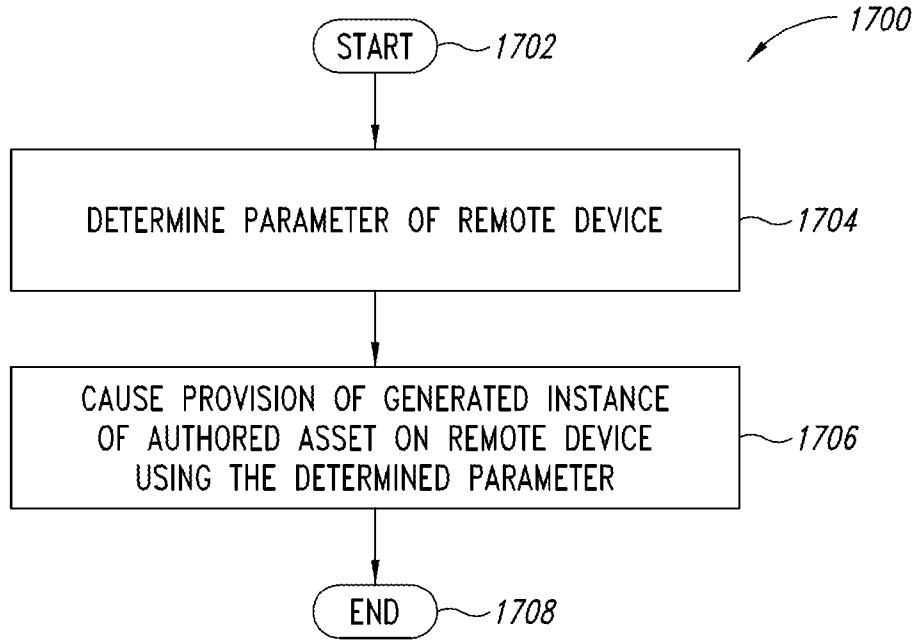 1700
START 1702
DETERMINE PARAMETER OF REMOTE DEVICE 1704
CAUSE PROVISION OF GENERATED INSTANCE
OF AUTHORED ASSET ON REMOTE DEVICE 1706
USING THE DETERMINED PARAMETER
END 1708